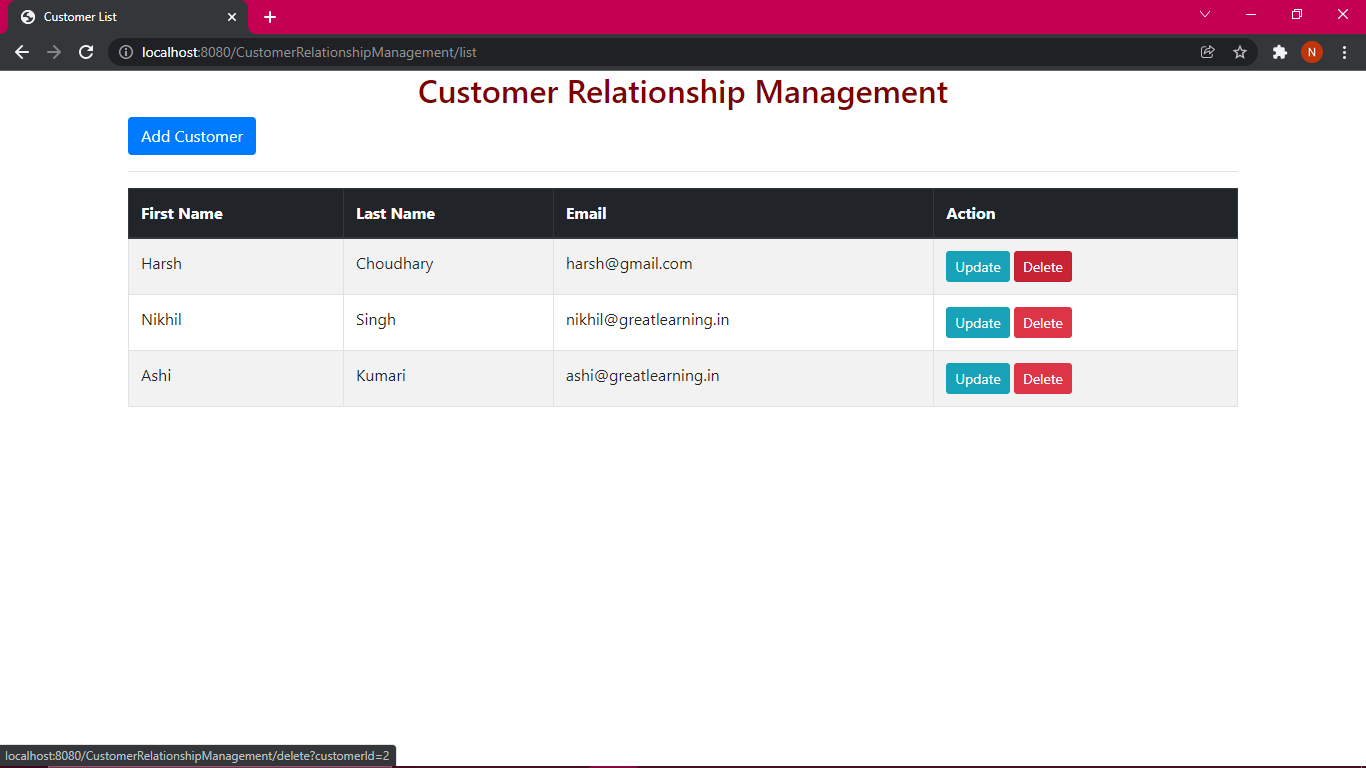 Customer List
localhost:8080/CustomerRelationshipManagement/list
N
Customer Relationship Management
Add Customer
First Name Last Name Email Action
Harsh Choudhary harsh@gmail.com Update Delete
Nikhil Singh nikhil@greatlearning.in Update Delete
Ashi Kumari ashi@greatlearning.in Update Delete
localhost:8080/CustomerRelationshipManagement/delete?customerId=2